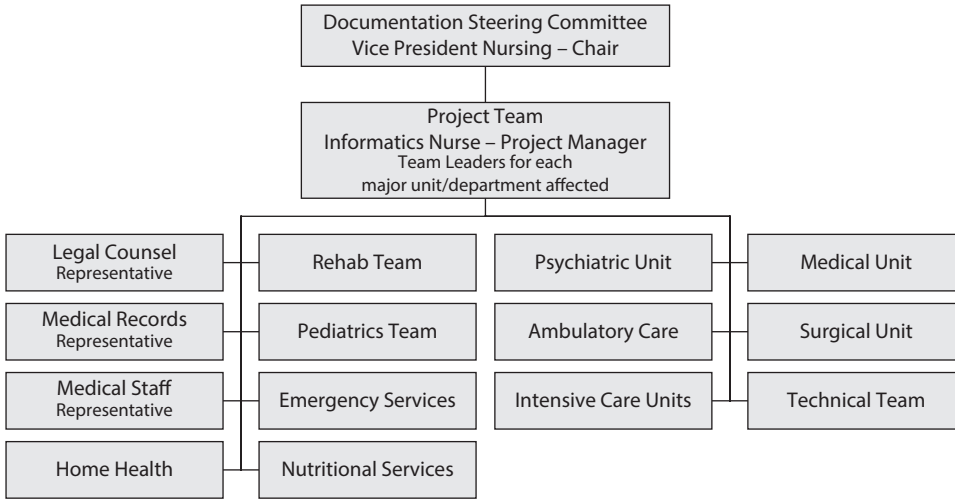 Documentation Steering Committee
Vice President Nursing – Chair
Project Team
Informatics Nurse – Project Manager
Team Leaders for each
major unit/department affected
Legal Counsel
Representative
Rehab Team
Psychiatric Unit
Medical Unit
Medical Records
Representative
Pediatrics Team
Ambulatory Care
Surgical Unit
Medical Staff
Representative
Emergency Services
Intensive Care Units
Technical Team
Home Health
Nutritional Services